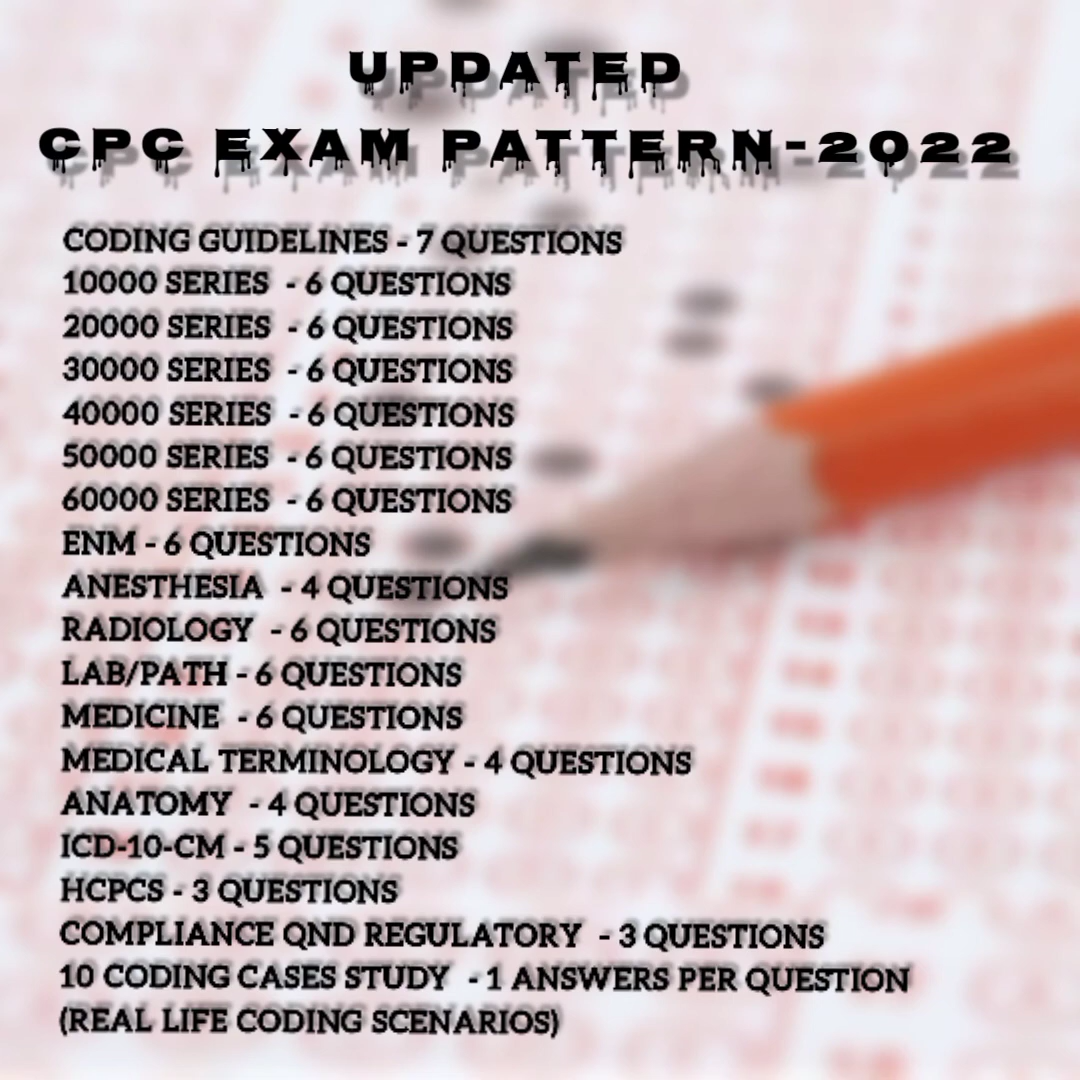 UPDATED
CPC EXAM PATTERN-2022
CODING GUIDELINES - 7 QUESTIONS
10000 SERIES - 6 QUESTIONS
20000 SERIES - 6 QUESTIONS
30000 SERIES - 6 QUESTIONS
40000 SERIES - 6 QUESTIONS
50000 SERIES - 6 QUESTIONS
60000 SERIES - 6 QUESTIONS
ENM - 6 QUESTIONS
ANESTHESIA - 4 QUESTIONS
RADIOLOGY - 6 QUESTIONS
LAB/PATH - 6 QUESTIONS
MEDICINE - 6 QUESTIONS
MEDICAL TERMINOLOGY - 4 QUESTIONS
ANATOMY - 4 QUESTIONS
ICD-10-CM - 5 QUESTIONS
HCPCS - 3 QUESTIONS
COMPLIANCE QND REGULATORY - 3 QUESTIONS
10 CODING CASES STUDY - 1 ANSWERS PER QUESTION
(REAL LIFE CODING SCENARIOS)